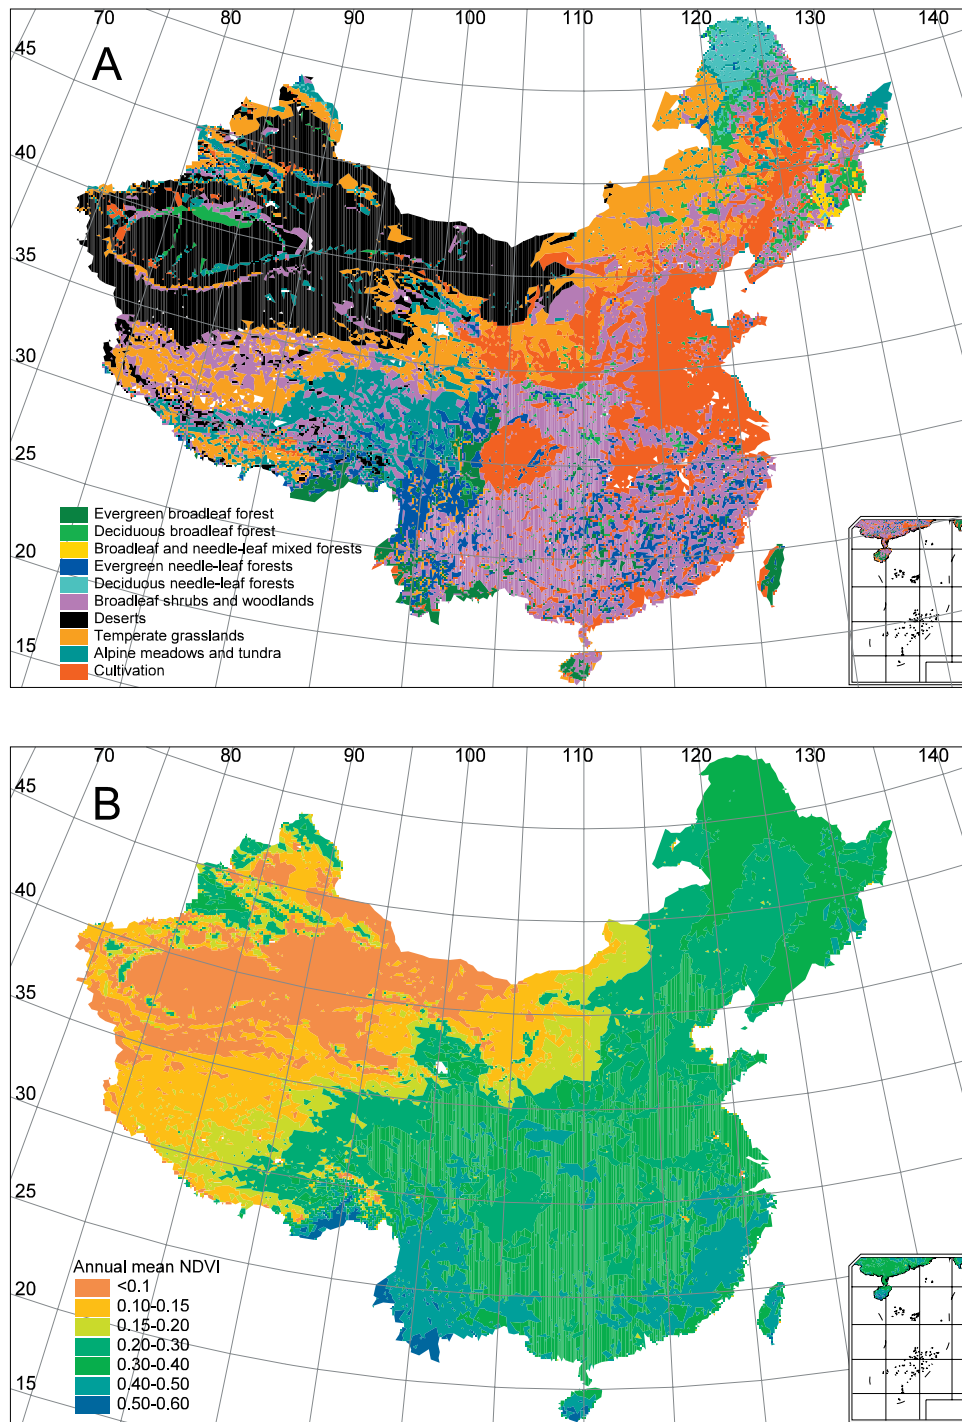 70 80 90 100 110 120 130 140
45
A
40
35
30
25
20
15
Evergreen broadleaf forest
Deciduous broadleaf forest
Broadleaf and needle-leaf mixed forests
Evergreen needle-leaf forests
Deciduous needle-leaf forests
Broadleaf shrubs and woodlands
Deserts
Temperate grasslands
Alpine meadows and tundra
Cultivation
70 80 90 100 110 120 130 140
45
B
40
35
30
25
20
15
Annual mean NDVI
<0.1
0.10-0.15
0.15-0.20
0.20-0.30
0.30-0.40
0.40-0.50
0.50-0.60